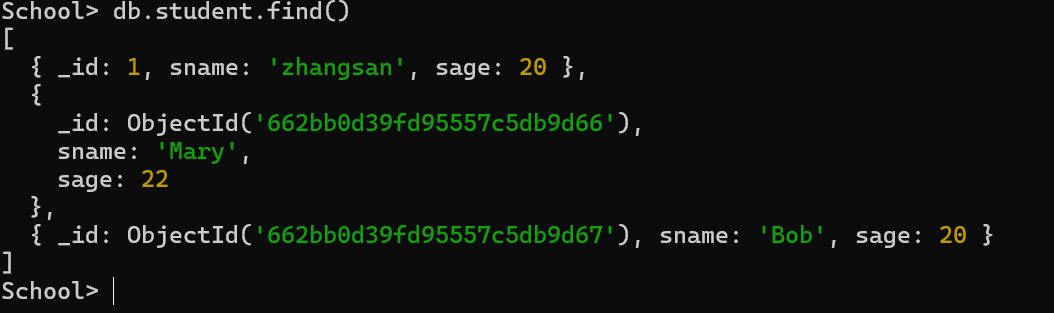 School> db.student.find()
[
  { _id: 1, sname: 'zhangsan', sage: 20 },
  {
    _id: ObjectId('662bb0d39fd95557c5db9d66'),
    sname: 'Mary',
    sage: 22
  },
  { _id: ObjectId('662bb0d39fd95557c5db9d67'), sname: 'Bob', sage: 20 }
]
School>